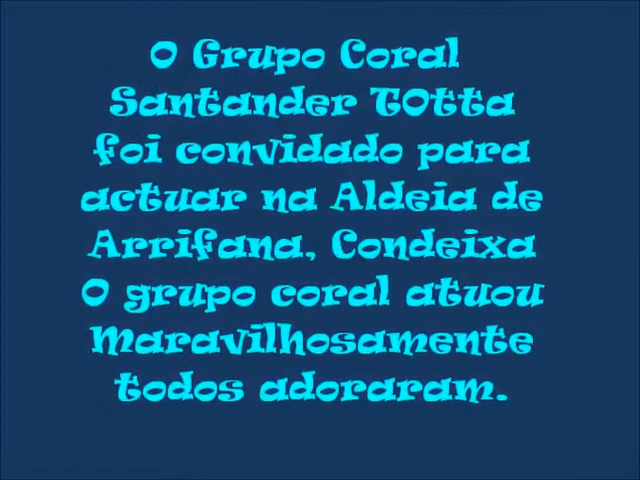 O Grupo Coral
Santander TOtta
foi convidado para
actuar na Aldeia de
Arrifana, Condeixa
O grupo coral atuou
Maravilhosamente
todos adoraram.